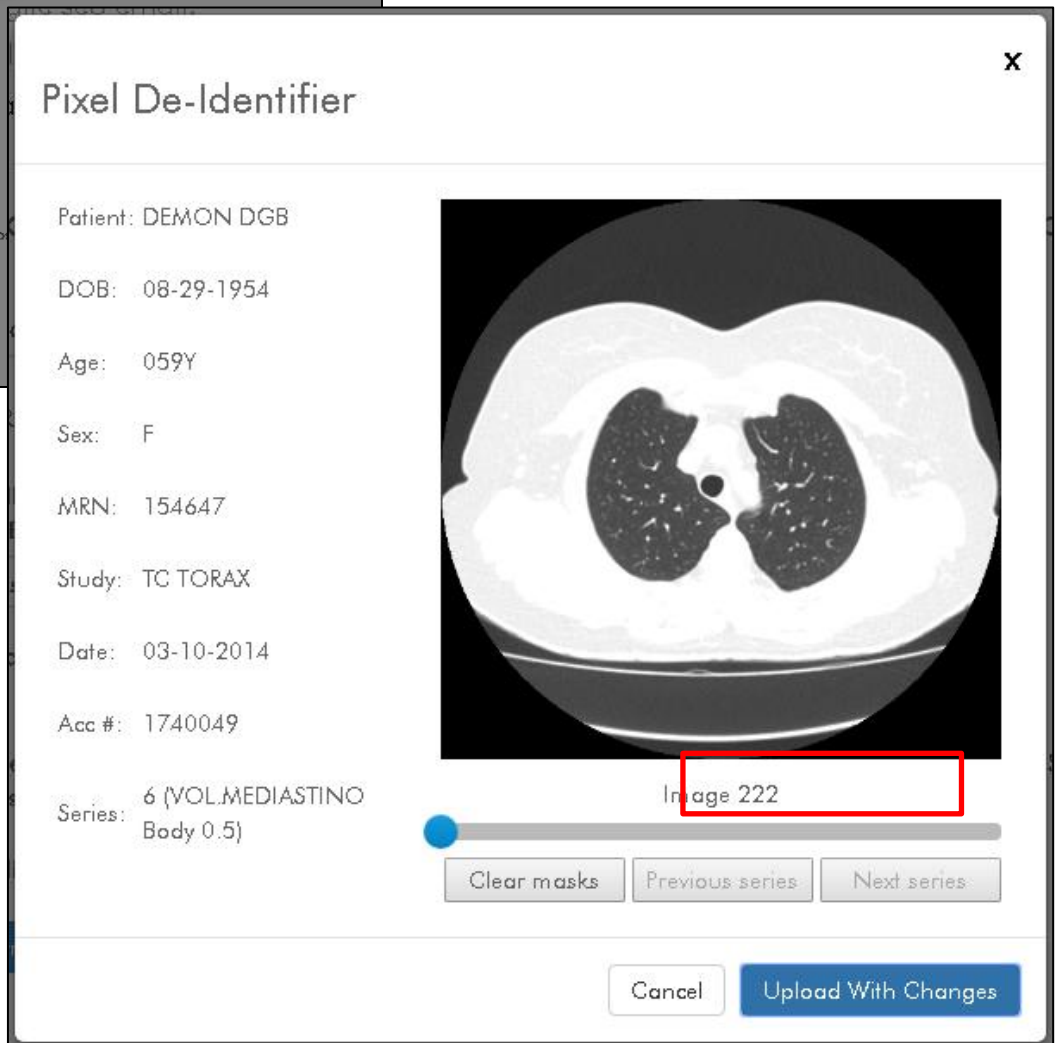 x
Pixel De-Identifier
Patient: DEMON DGB
DOB: 08-29-1954
Age: 059Y
Sex: F
MRN: 154647
Study: TC TORAX
Date: 03-10-2014
Acc #: 1740049
Series: 6 (VOL.MEDIASTINO
Body 0.5)
Image 222
Clear masks Previous series Next series
Cancel Upload With Changes